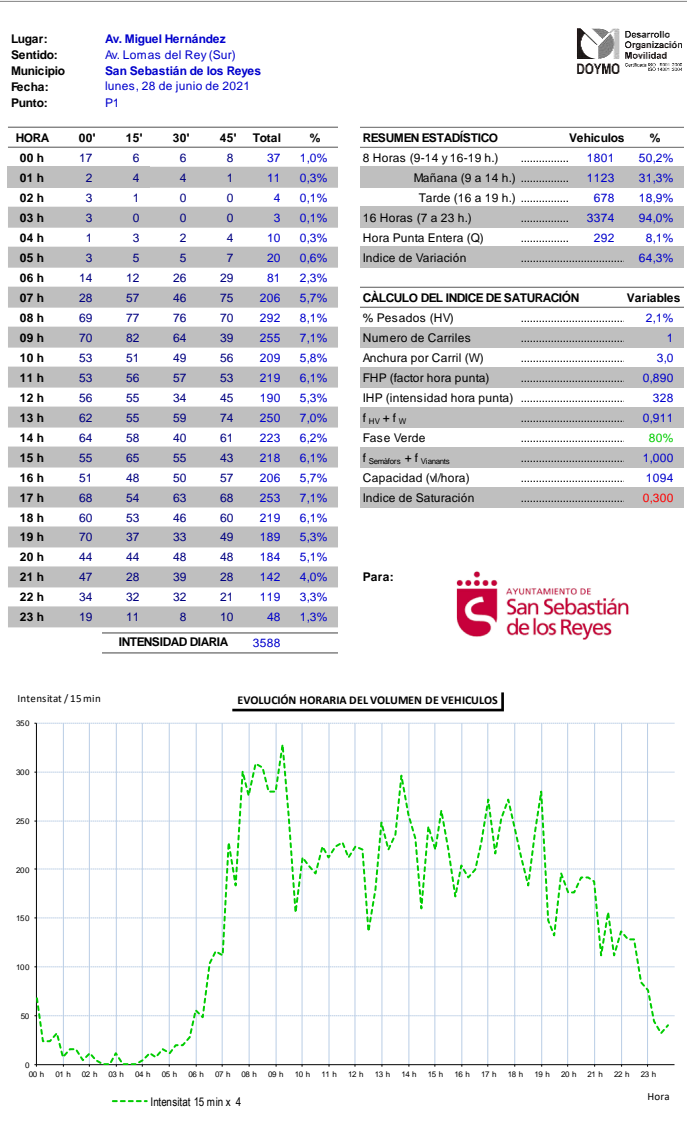 Lugar: Av. Miguel Hernández
Sentido: Av. Lomas del Rey (Sur)
Municipio San Sebastián de los Reyes
Fecha: lunes, 28 de junio de 2021
Punto: P1
Desarrollo
Organización
Movilidad
DOYMO
HORA 00' 15' 30' 45' Total %
00 h 17 6 6 8 37 1,0%
01 h 2 4 4 1 11 0,3%
02 h 3 1 0 0 4 0,1%
03 h 3 0 0 0 3 0,1%
04 h 1 3 2 4 10 0,3%
05 h 3 5 5 7 20 0,6%
06 h 14 12 26 29 81 2,3%
07 h 28 57 46 75 206 5,7%
08 h 69 77 76 70 292 8,1%
09 h 70 82 64 39 255 7,1%
10 h 53 51 49 56 209 5,8%
11 h 53 56 57 53 219 6,1%
12 h 56 55 34 45 190 5,3%
13 h 62 55 59 74 250 7,0%
14 h 64 58 40 61 223 6,2%
15 h 55 65 55 43 218 6,1%
16 h 51 48 50 57 206 5,7%
17 h 68 54 63 68 253 7,1%
18 h 60 53 46 60 219 6,1%
19 h 70 37 33 49 189 5,3%
20 h 44 44 48 48 184 5,1%
21 h 47 28 39 28 142 4,0%
22 h 34 32 32 21 119 3,3%
23 h 19 11 8 10 48 1,3%
INTENSIDAD DIARIA 3588
RESUMEN ESTADÍSTICO Vehiculos %
8 Horas (9-14 y 16-19 h.) ................ 1801 50,2%
Mañana (9 a 14 h.) ................ 1123 31,3%
Tarde (16 a 19 h.) ................ 678 18,9%
16 Horas (7 a 23 h.) ................ 3374 94,0%
Hora Punta Entera (Q) ................ 292 8,1%
Indice de Variación ................................... 64,3%
CÀLCULO DEL INDICE DE SATURACIÓN Variables
% Pesados (HV) ................................... 2,1%
Numero de Carriles ................................... 1
Anchura por Carril (W) ................................... 3,0
FHP (factor hora punta) ................................... 0,890
IHP (intensidad hora punta) ................................... 328
f HV + f W ................................... 0,911
Fase Verde ................................... 80%
f Semáfors + f Vianants ................................... 1,000
Capacidad (vl/hora) ................................... 1094
Indice de Saturación ................................... 0,300
Para:
AYUNTAMIENTO DE
San Sebastián
de los Reyes
Intensitat / 15 min
EVOLUCIÓN HORARIA DEL VOLUMEN DE VEHICULOS
350
300
250
200
150
100
50
0
00 h 01 h 02 h 03 h 04 h 05 h 06 h 07 h 08 h 09 h 10 h 11 h 12 h 13 h 14 h 15 h 16 h 17 h 18 h 19 h 20 h 21 h 22 h 23 h
Hora
Intensitat 15 min x 4